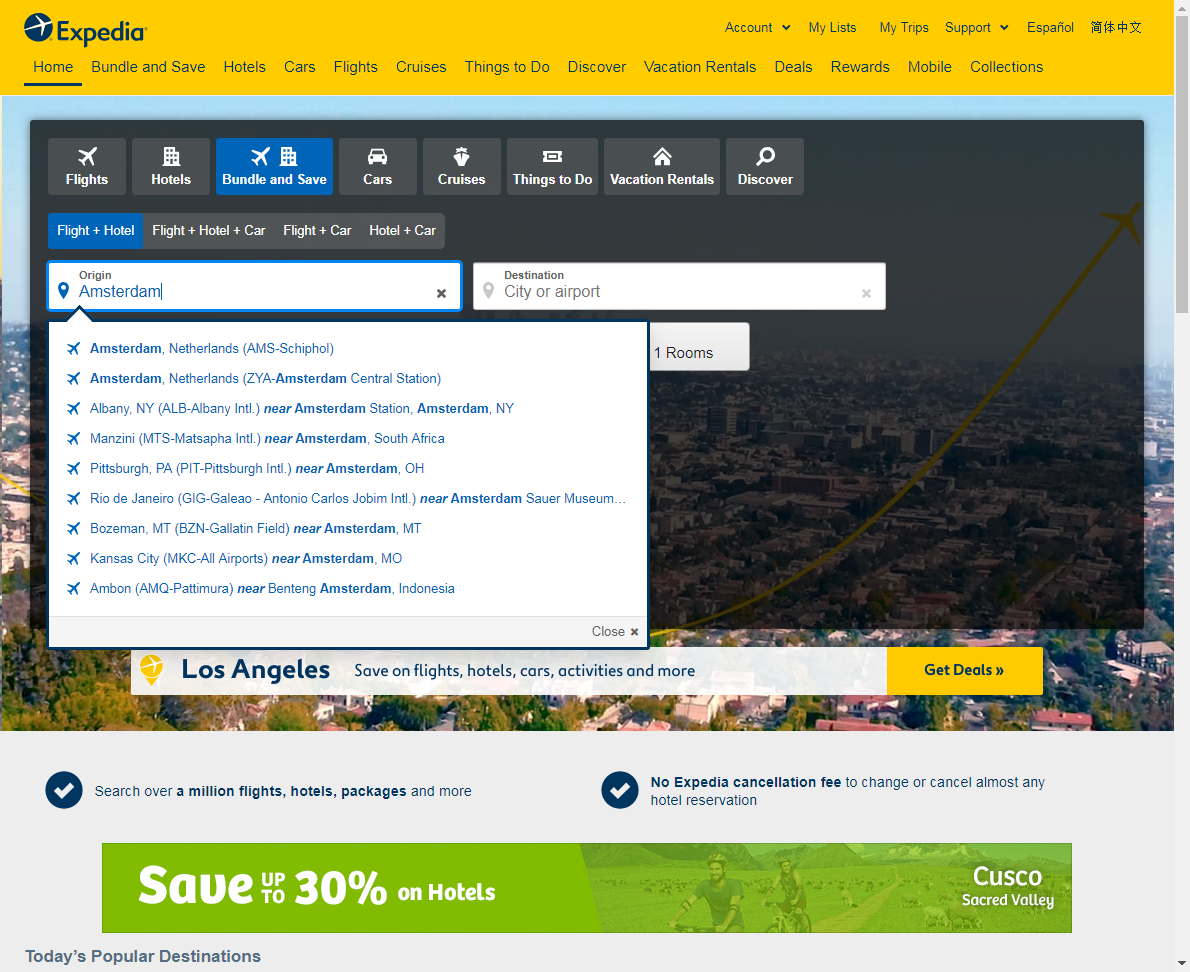 Expedia
Account My Lists My Trips Support Español 简体中文
Home Bundle and Save Hotels Cars Flights Cruises Things to Do Discover Vacation Rentals Deals Rewards Mobile Collections
Flights Hotels Bundle and Save Cars Cruises Things to Do Vacation Rentals Discover
Flight + Hotel Flight + Hotel + Car Flight + Car Hotel + Car
Origin
Amsterdam
Destination
City or airport
1 Rooms
Amsterdam, Netherlands (AMS-Schiphol)
Amsterdam, Netherlands (ZYA-Amsterdam Central Station)
Albany, NY (ALB-Albany Intl.) near Amsterdam Station, Amsterdam, NY
Manzini (MTS-Matsapha Intl.) near Amsterdam, South Africa
Pittsburgh, PA (PIT-Pittsburgh Intl.) near Amsterdam, OH
Rio de Janeiro (GIG-Galeao - Antonio Carlos Jobim Intl.) near Amsterdam Sauer Museum...
Bozeman, MT (BZN-Gallatin Field) near Amsterdam, MT
Kansas City (MKC-All Airports) near Amsterdam, MO
Ambon (AMQ-Pattimura) near Benteng Amsterdam, Indonesia
Close
Los Angeles Save on flights, hotels, cars, activities and more Get Deals »
Search over a million flights, hotels, packages and more
No Expedia cancellation fee to change or cancel almost any
hotel reservation
Save UP TO 30% on Hotels
Cusco
Sacred Valley
Today's Popular Destinations